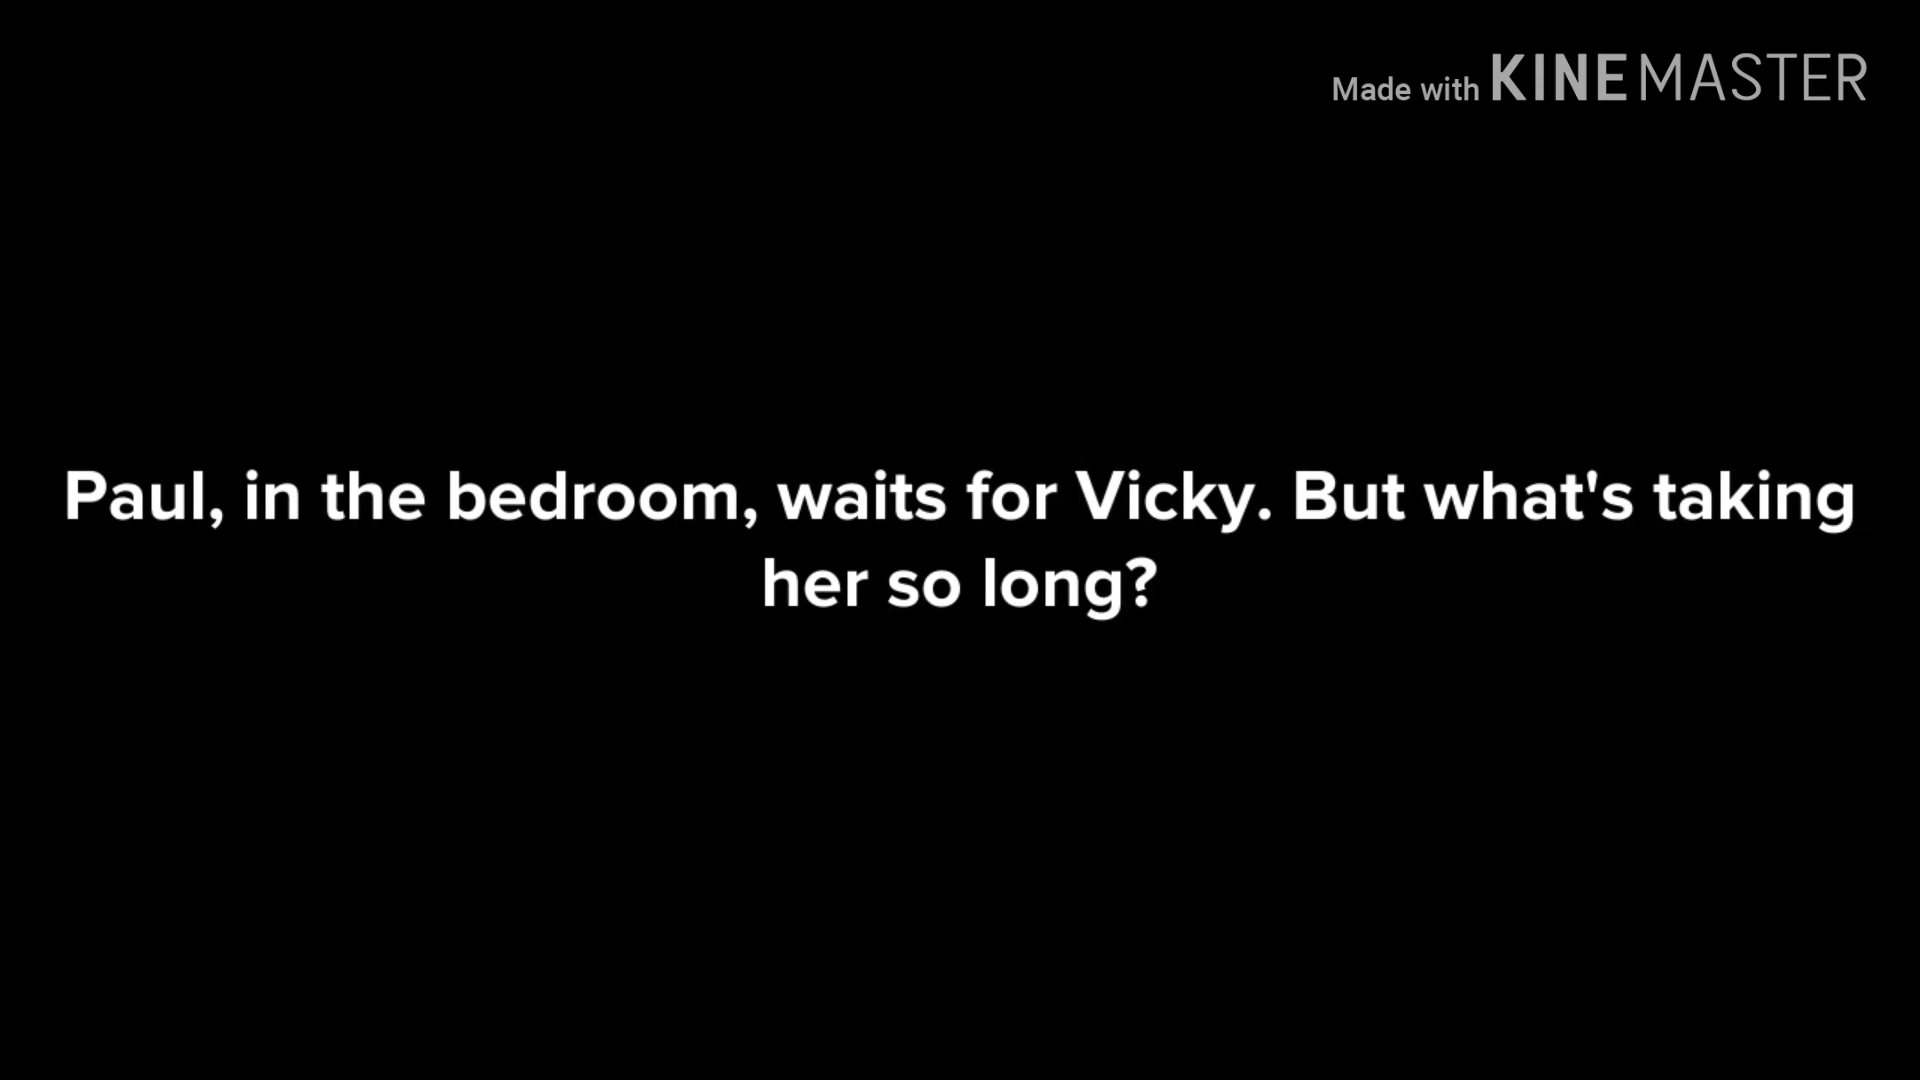 Made with KINEMASTER
Paul, in the bedroom, waits for Vicky. But what's taking
her so long?